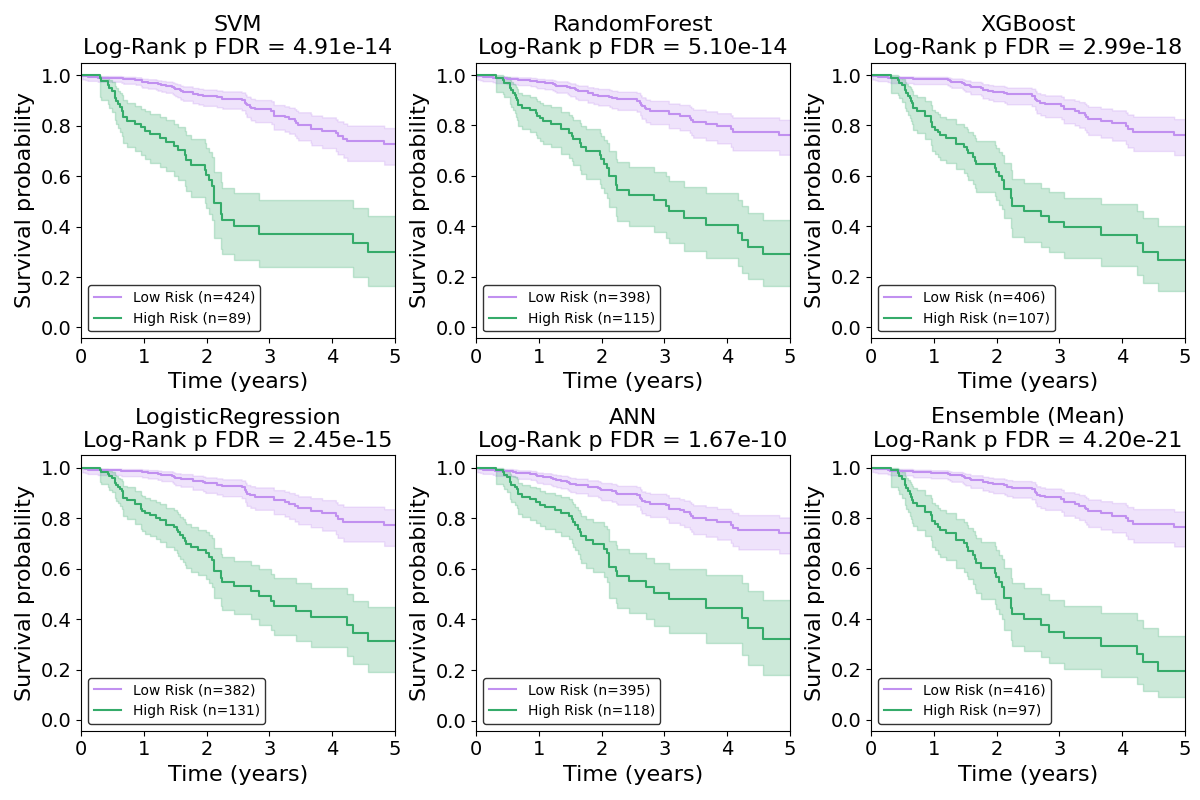 SVM
Log-Rank p FDR = 4.91e-14
Survival probability
1.0
0.8
0.6
0.4
0.2
0.0
Low Risk (n=424)
High Risk (n=89)
0 1 2 3 4 5
Time (years)
RandomForest
Log-Rank p FDR = 5.10e-14
Survival probability
1.0
0.8
0.6
0.4
0.2
0.0
Low Risk (n=398)
High Risk (n=115)
0 1 2 3 4 5
Time (years)
XGBoost
Log-Rank p FDR = 2.99e-18
Survival probability
1.0
0.8
0.6
0.4
0.2
0.0
Low Risk (n=406)
High Risk (n=107)
0 1 2 3 4 5
Time (years)
LogisticRegression
Log-Rank p FDR = 2.45e-15
Survival probability
1.0
0.8
0.6
0.4
0.2
0.0
Low Risk (n=382)
High Risk (n=131)
0 1 2 3 4 5
Time (years)
ANN
Log-Rank p FDR = 1.67e-10
Survival probability
1.0
0.8
0.6
0.4
0.2
0.0
Low Risk (n=395)
High Risk (n=118)
0 1 2 3 4 5
Time (years)
Ensemble (Mean)
Log-Rank p FDR = 4.20e-21
Survival probability
1.0
0.8
0.6
0.4
0.2
0.0
Low Risk (n=416)
High Risk (n=97)
0 1 2 3 4 5
Time (years)